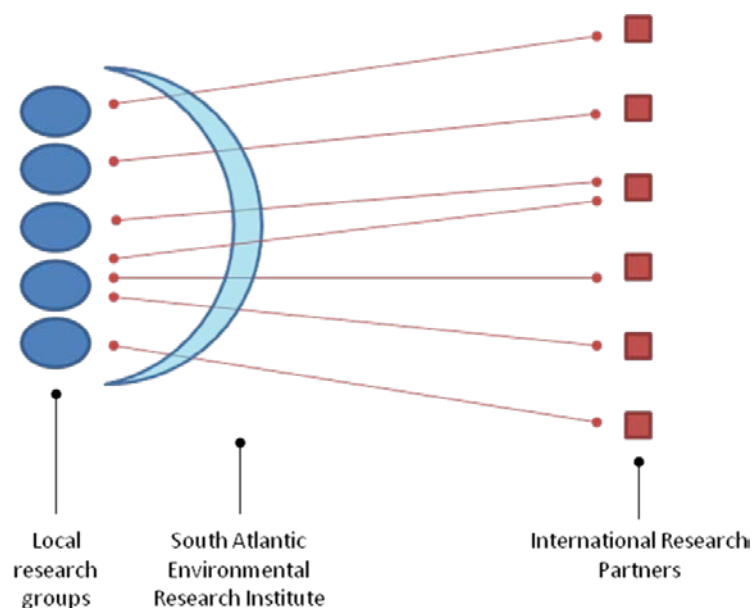 Local
research
groups
South Atlantic
Environmental
Research Institute
International Research
Partners